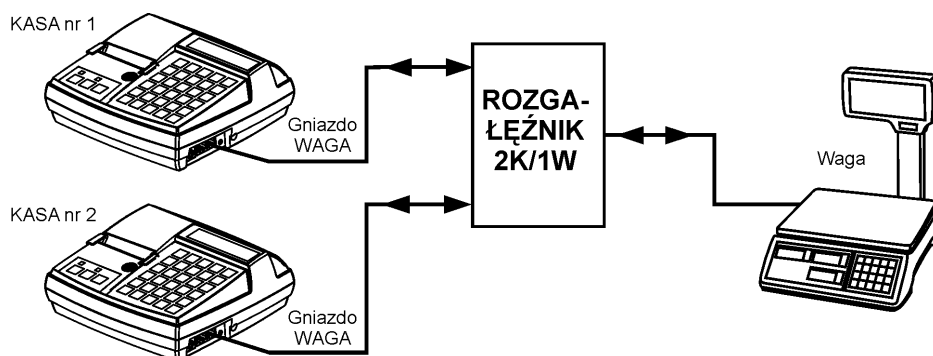 KASA nr 1
Gniazdo
WAGA
ROZGA-
ŁĘŹNIK
2K/1W
Waga
KASA nr 2
Gniazdo
WAGA